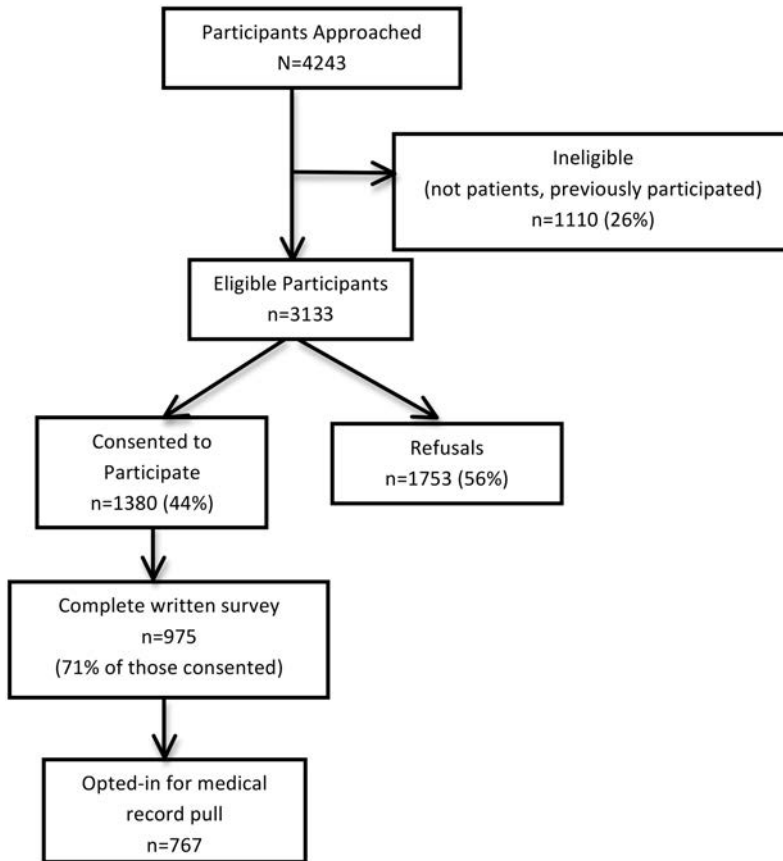 Participants Approached
N=4243
Ineligible
(not patients, previously participated)
n=1110 (26%)
Eligible Participants
n=3133
Consented to
Participate
n=1380 (44%)
Refusals
n=1753 (56%)
Complete written survey
n=975
(71% of those consented)
Opted-in for medical
record pull
n=767